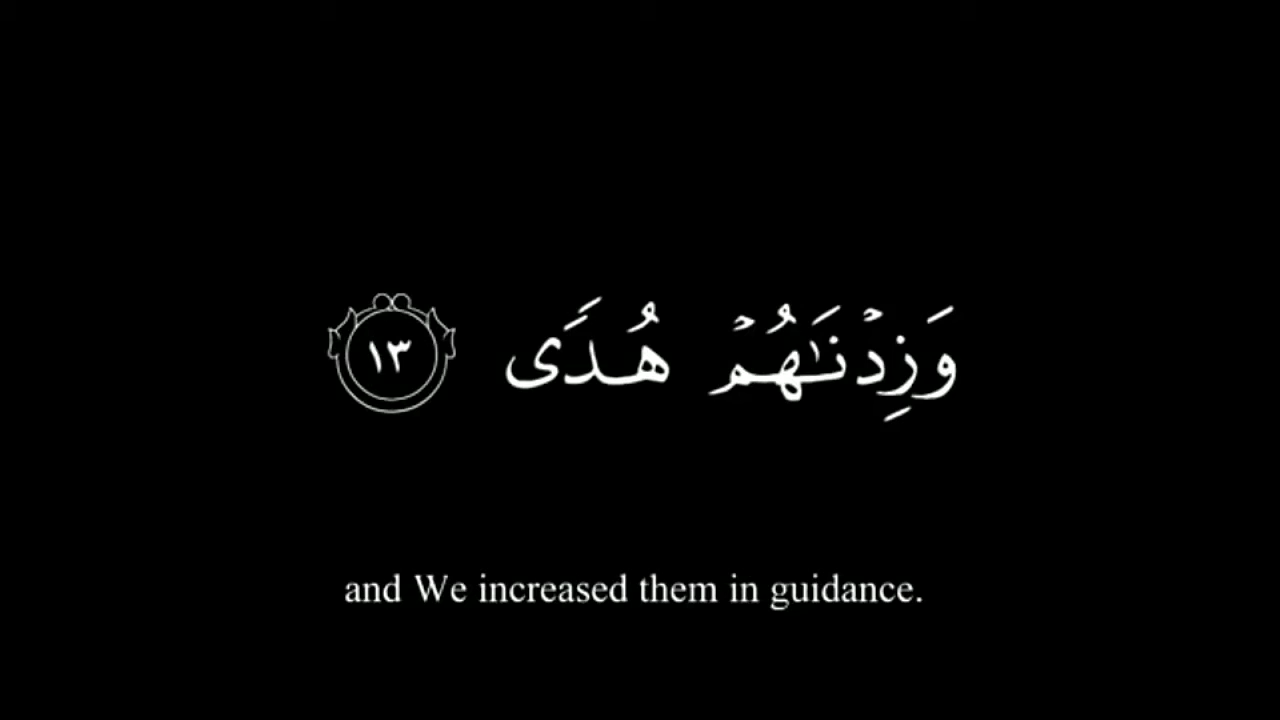 وَزِدْنَٰهُمْ هُدًى ١٣
and We increased them in guidance.